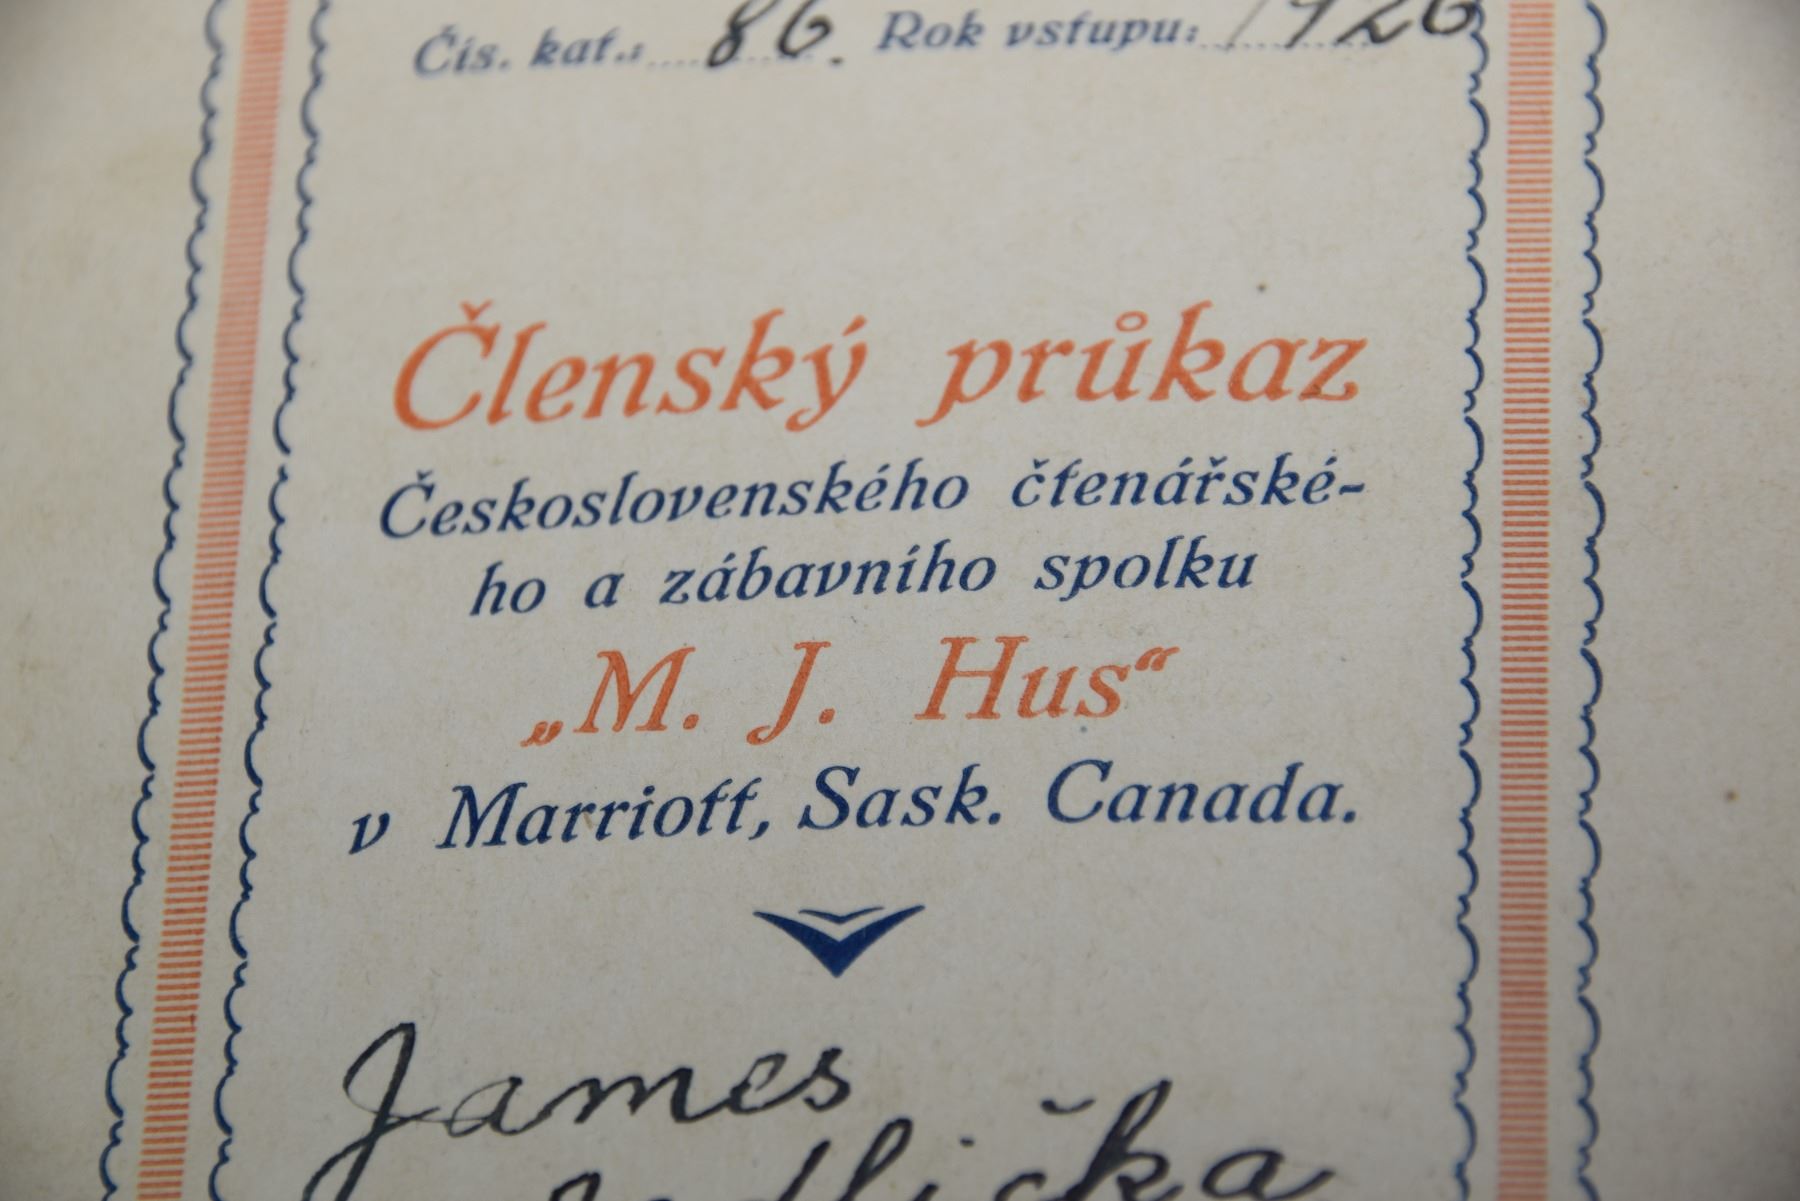 Čís. kat.: 86. Rok vstupu: 1926
Členský průkaz
Československého čtenářské-
ho a zábavního spolku
„M. J. Hus“
v Marriott, Sask. Canada.
James